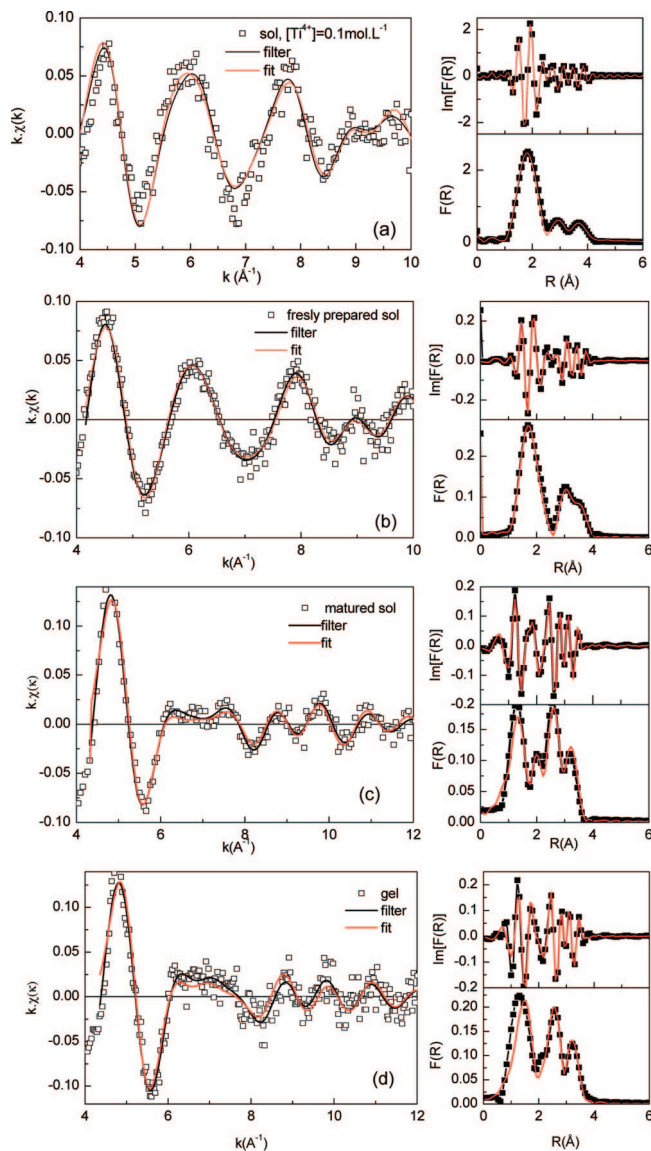 0.10
0.05
0.00
-0.05
0.10
sol, [Ti⁴⁺]=0.1mol.L⁻¹
filter
fit
(a)
k.χ(k)
4 5 6 7 8 9 10
k (Å⁻¹)
2
0
-2
Im[F(R)]
2
0
F(R)
0 2 4 6
R (Å)
0.10
0.05
0.00
-0.05
-0.10
fresly prepared sol
filter
fit
(b)
k.χ(k)
4 6 8 10
k(A⁻¹)
0.2
0.0
-0.2
Im[F(R)]
0.2
0.1
0.0
F(R)
0 2 4 6
R(Å)
0.10
0.05
0.00
-0.05
-0.10
matured sol
filter
fit
(c)
k.χ(κ)
4 6 8 10 12
k(A⁻¹)
0.2
0.1
0.0
-0.1
0.2
Im[F(R)]
0.15
0.10
0.05
0.00
F(R)
0 2 4 6
R(A)
0.10
0.05
0.00
-0.05
-0.10
gel
filter
fit
(d)
k.χ(κ)
4 6 8 10 12
k(A⁻¹)
0.2
0.1
0.0
-0.1
-0.2
Im[F(R)]
0.20
0.15
0.10
0.05
0.00
F(R)
0 2 4 6
R(Å)